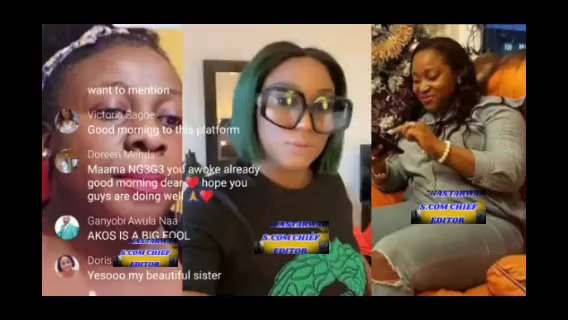 want to mention
Victoria Sagoe
Good morning to this platform
Doreen Mends
Maama NG3G3 you awoke already
good morning dear ❤️ hope you
guys are doing well 🙏❤️
Ganyobi Awula Naa
AKOS IS A BIG FOOL
Doris
Yesooo my beautiful sister
S.COM CHIEF
EDITOR
S.COM CHIEF
EDITOR
S.COM CHIEF
EDITOR